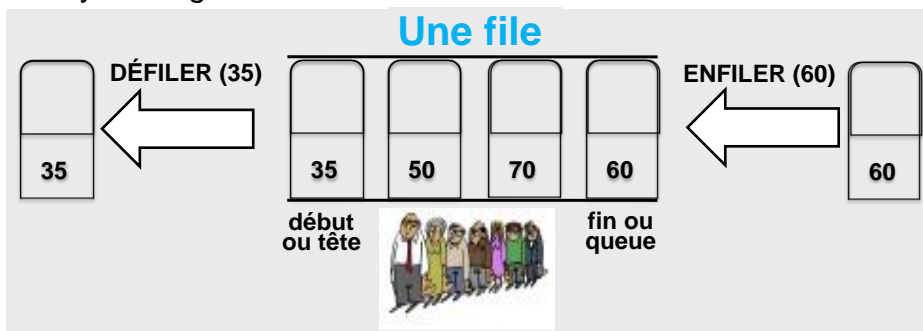 Une file
DÉFILER (35)
ENFILER (60)
35
35
50
70
60
60
début
ou tête
fin ou
queue